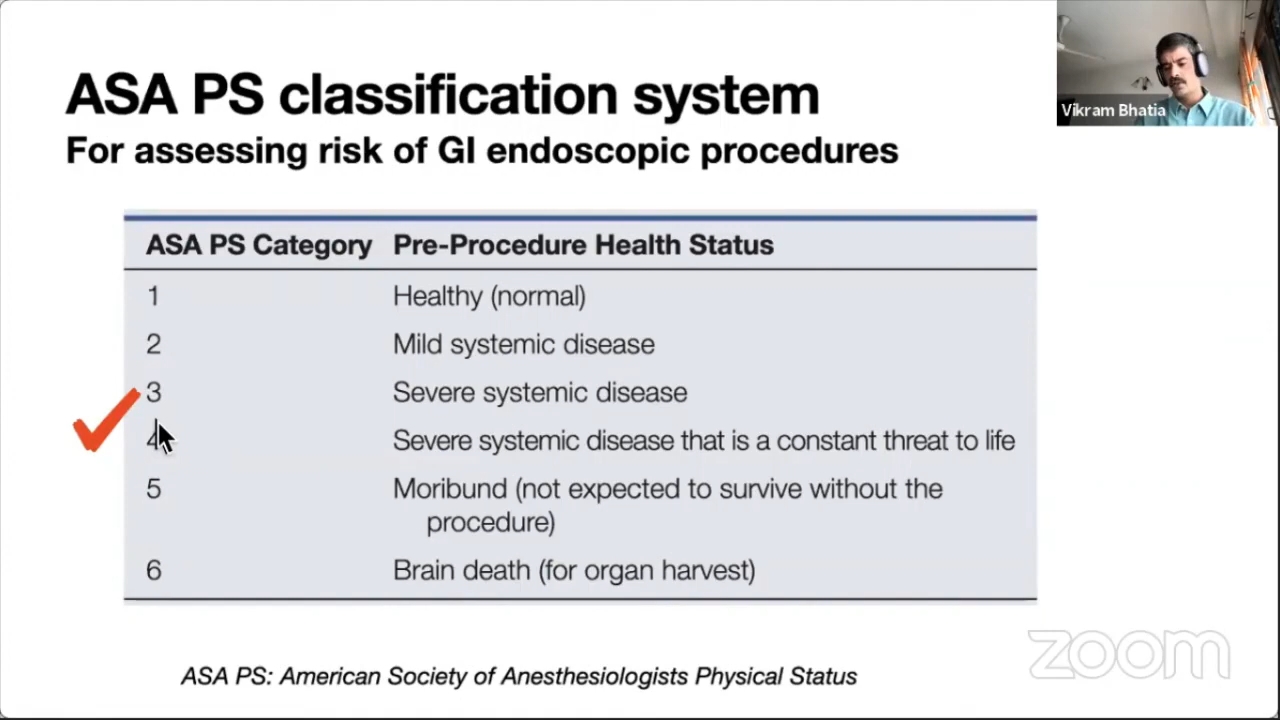 ASA PS classification system
For assessing risk of GI endoscopic procedures
Vikram Bhatia
ASA PS Category Pre-Procedure Health Status
1 Healthy (normal)
2 Mild systemic disease
3 Severe systemic disease
4 Severe systemic disease that is a constant threat to life
5 Moribund (not expected to survive without the
procedure)
6 Brain death (for organ harvest)
zoom
ASA PS: American Society of Anesthesiologists Physical Status